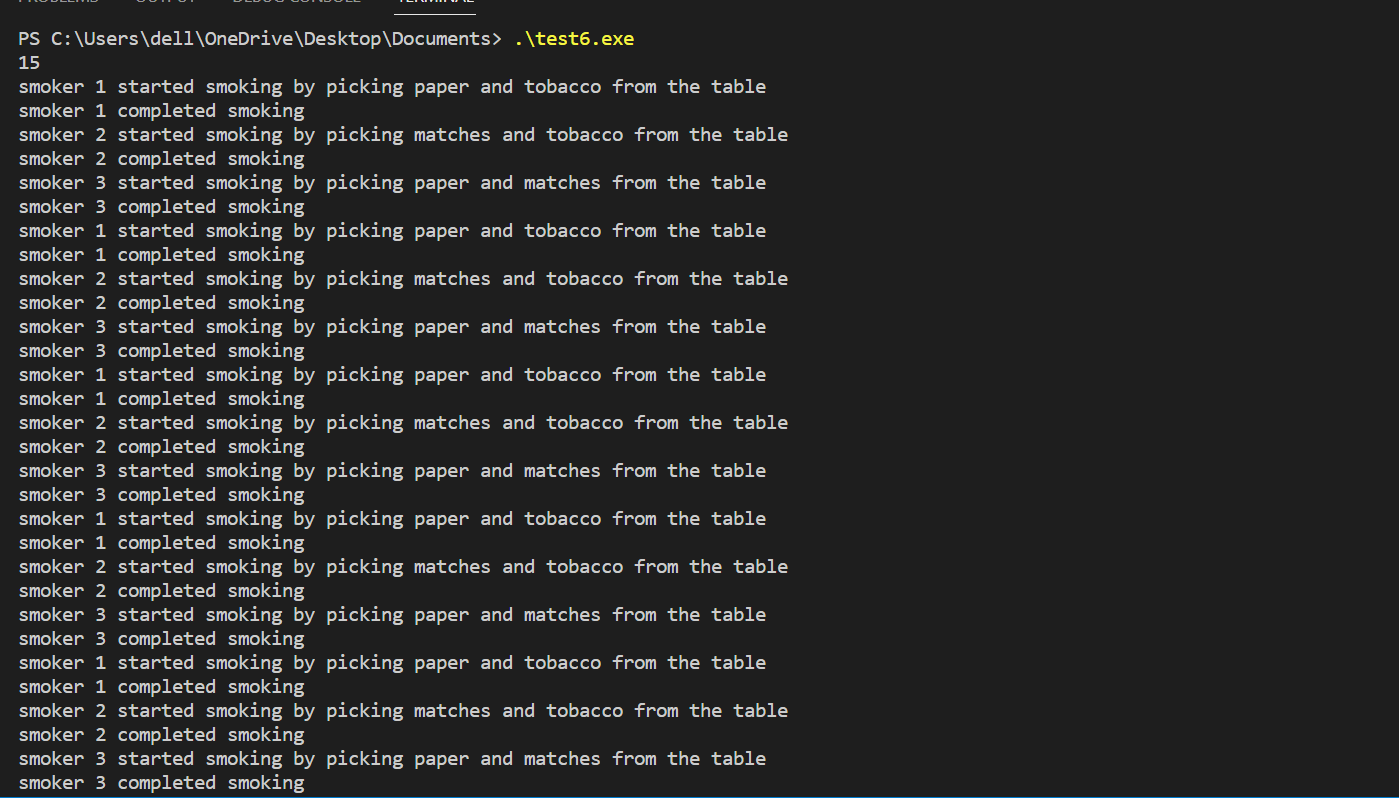 PROBLEMS OUTPUT DEBUG CONSOLE TERMINAL
PS C:\Users\dell\OneDrive\Desktop\Documents> .\test6.exe
15
smoker 1 started smoking by picking paper and tobacco from the table
smoker 1 completed smoking
smoker 2 started smoking by picking matches and tobacco from the table
smoker 2 completed smoking
smoker 3 started smoking by picking paper and matches from the table
smoker 3 completed smoking
smoker 1 started smoking by picking paper and tobacco from the table
smoker 1 completed smoking
smoker 2 started smoking by picking matches and tobacco from the table
smoker 2 completed smoking
smoker 3 started smoking by picking paper and matches from the table
smoker 3 completed smoking
smoker 1 started smoking by picking paper and tobacco from the table
smoker 1 completed smoking
smoker 2 started smoking by picking matches and tobacco from the table
smoker 2 completed smoking
smoker 3 started smoking by picking paper and matches from the table
smoker 3 completed smoking
smoker 1 started smoking by picking paper and tobacco from the table
smoker 1 completed smoking
smoker 2 started smoking by picking matches and tobacco from the table
smoker 2 completed smoking
smoker 3 started smoking by picking paper and matches from the table
smoker 3 completed smoking
smoker 1 started smoking by picking paper and tobacco from the table
smoker 1 completed smoking
smoker 2 started smoking by picking matches and tobacco from the table
smoker 2 completed smoking
smoker 3 started smoking by picking paper and matches from the table
smoker 3 completed smoking